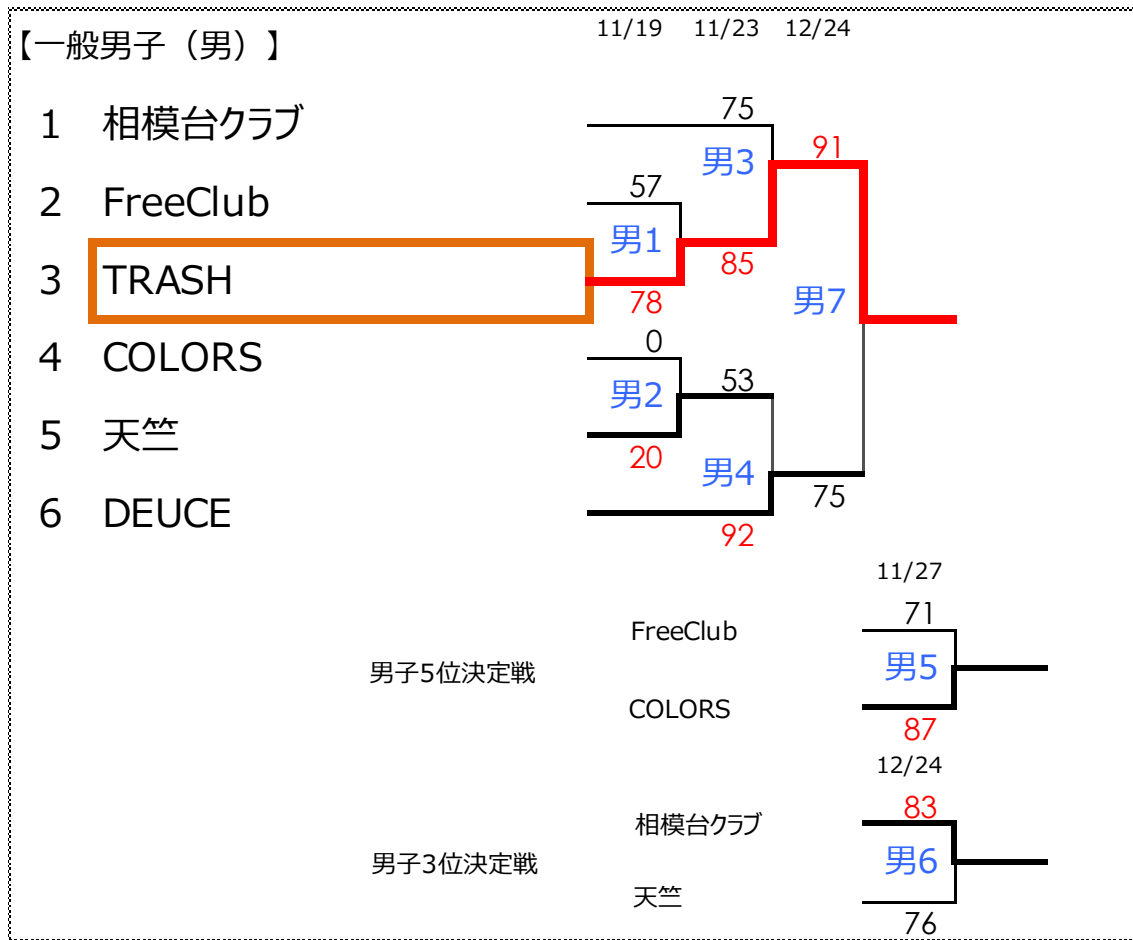 【一般男子（男）】
11/19 11/23 12/24
1 相模台クラブ
75
男3
91
2 FreeClub
57
男1
85
3 TRASH
78
男7
4 COLORS
0
男2
53
5 天竺
20
男4
75
6 DEUCE
92
11/27
FreeClub
71
男子5位決定戦
男5
COLORS
87
12/24
相模台クラブ
83
男子3位決定戦
男6
天竺
76